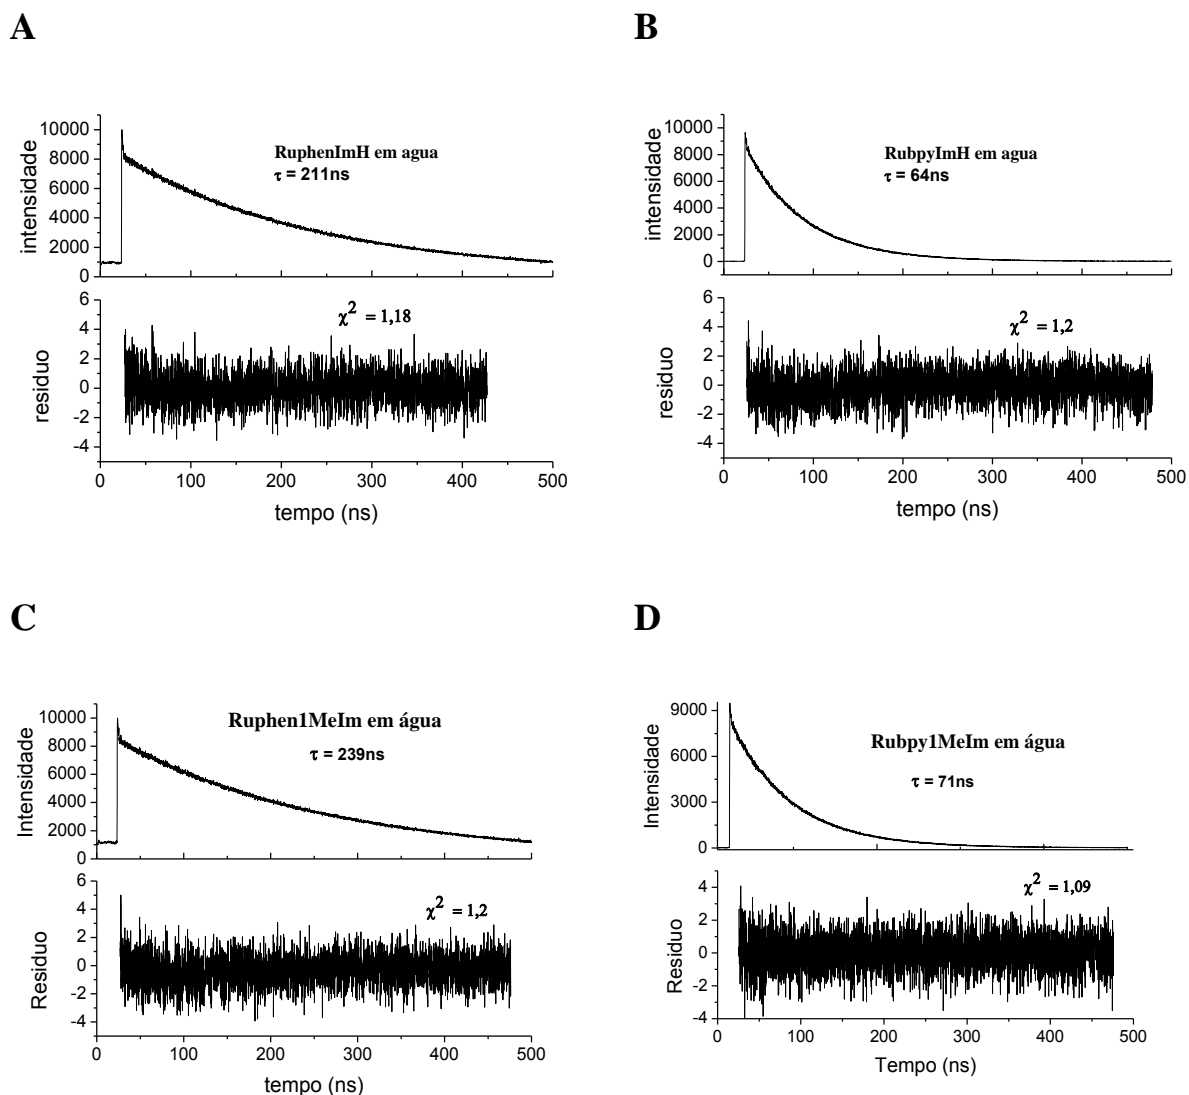 A
intensidade
10000
8000
6000
4000
2000
0
RuphenImH em agua
τ = 211ns
residuo
6
4
2
0
-2
-4
χ² = 1,18
0 100 200 300 400 500
tempo (ns)
B
intensidade
10000
8000
6000
4000
2000
0
RubpyImH em agua
τ = 64ns
residuo
6
4
2
0
-2
-4
χ² = 1,2
0 50 100 150 200 250 300 350 400 450 500
tempo (ns)
C
Intensidade
10000
8000
6000
4000
2000
0
Ruphen1MeIm em água
τ = 239ns
Residuo
6
4
2
0
-2
-4
χ² = 1,2
0 100 200 300 400 500
tempo (ns)
D
Intensidade
9000
6000
3000
0
Rubpy1MeIm em água
τ = 71ns
Residuo
4
2
0
-2
-4
χ² = 1,09
0 100 200 300 400 500
Tempo (ns)